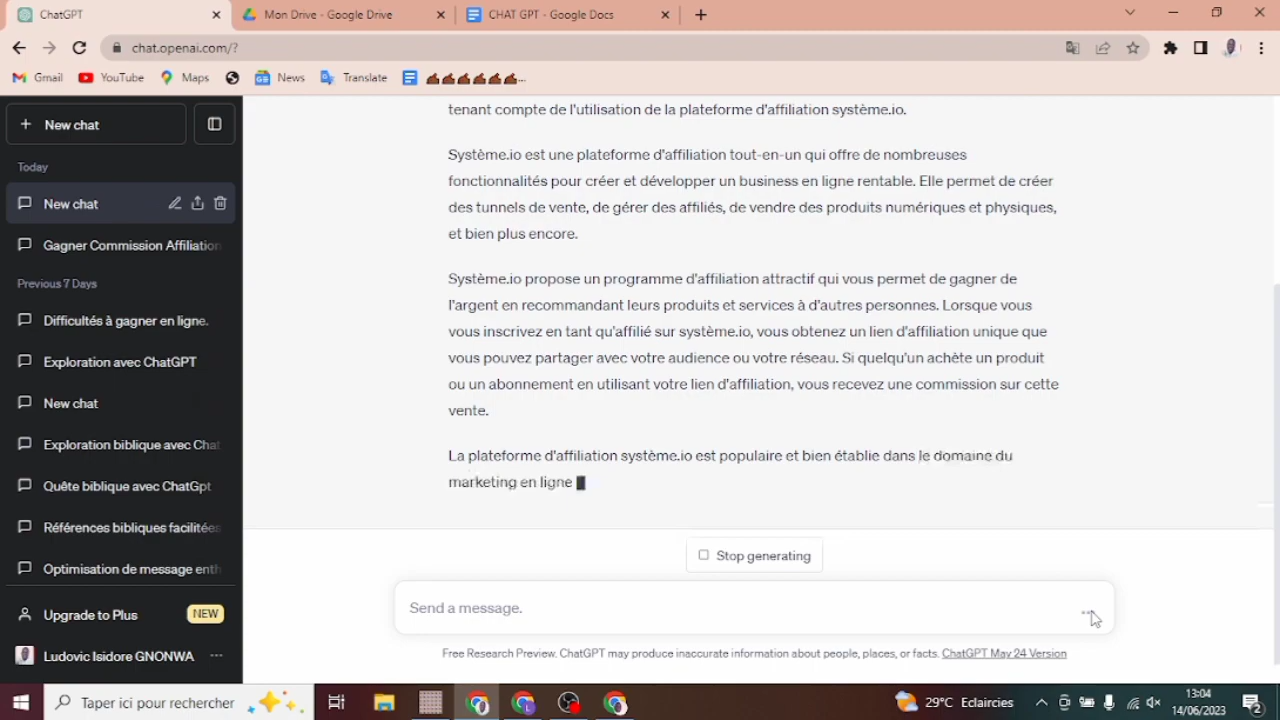 ChatGPT
Mon Drive - Google Drive
CHAT GPT - Google Docs
chat.openai.com/?
Gmail
YouTube
Maps
News
Translate
New chat
Today
New chat
Gagner Commission Affiliation
Previous 7 Days
Difficultés à gagner en ligne.
Exploration avec ChatGPT
New chat
Exploration biblique avec Chat
Quête biblique avec ChatGpt
Références bibliques facilitées
Optimisation de message enth
Upgrade to Plus
NEW
Ludovic Isidore GNONWA
tenant compte de l'utilisation de la plateforme d'affiliation système.io.
Système.io est une plateforme d'affiliation tout-en-un qui offre de nombreuses
fonctionnalités pour créer et développer un business en ligne rentable. Elle permet de créer
des tunnels de vente, de gérer des affiliés, de vendre des produits numériques et physiques,
et bien plus encore.
Système.io propose un programme d'affiliation attractif qui vous permet de gagner de
l'argent en recommandant leurs produits et services à d'autres personnes. Lorsque vous
vous inscrivez en tant qu'affilié sur système.io, vous obtenez un lien d'affiliation unique que
vous pouvez partager avec votre audience ou votre réseau. Si quelqu'un achète un produit
ou un abonnement en utilisant votre lien d'affiliation, vous recevez une commission sur cette
vente.
La plateforme d'affiliation système.io est populaire et bien établie dans le domaine du
marketing en ligne
Stop generating
Send a message.
Free Research Preview. ChatGPT may produce inaccurate information about people, places, or facts. ChatGPT May 24 Version
Taper ici pour rechercher
29°C Eclaircies
13:04
14/06/2023
2